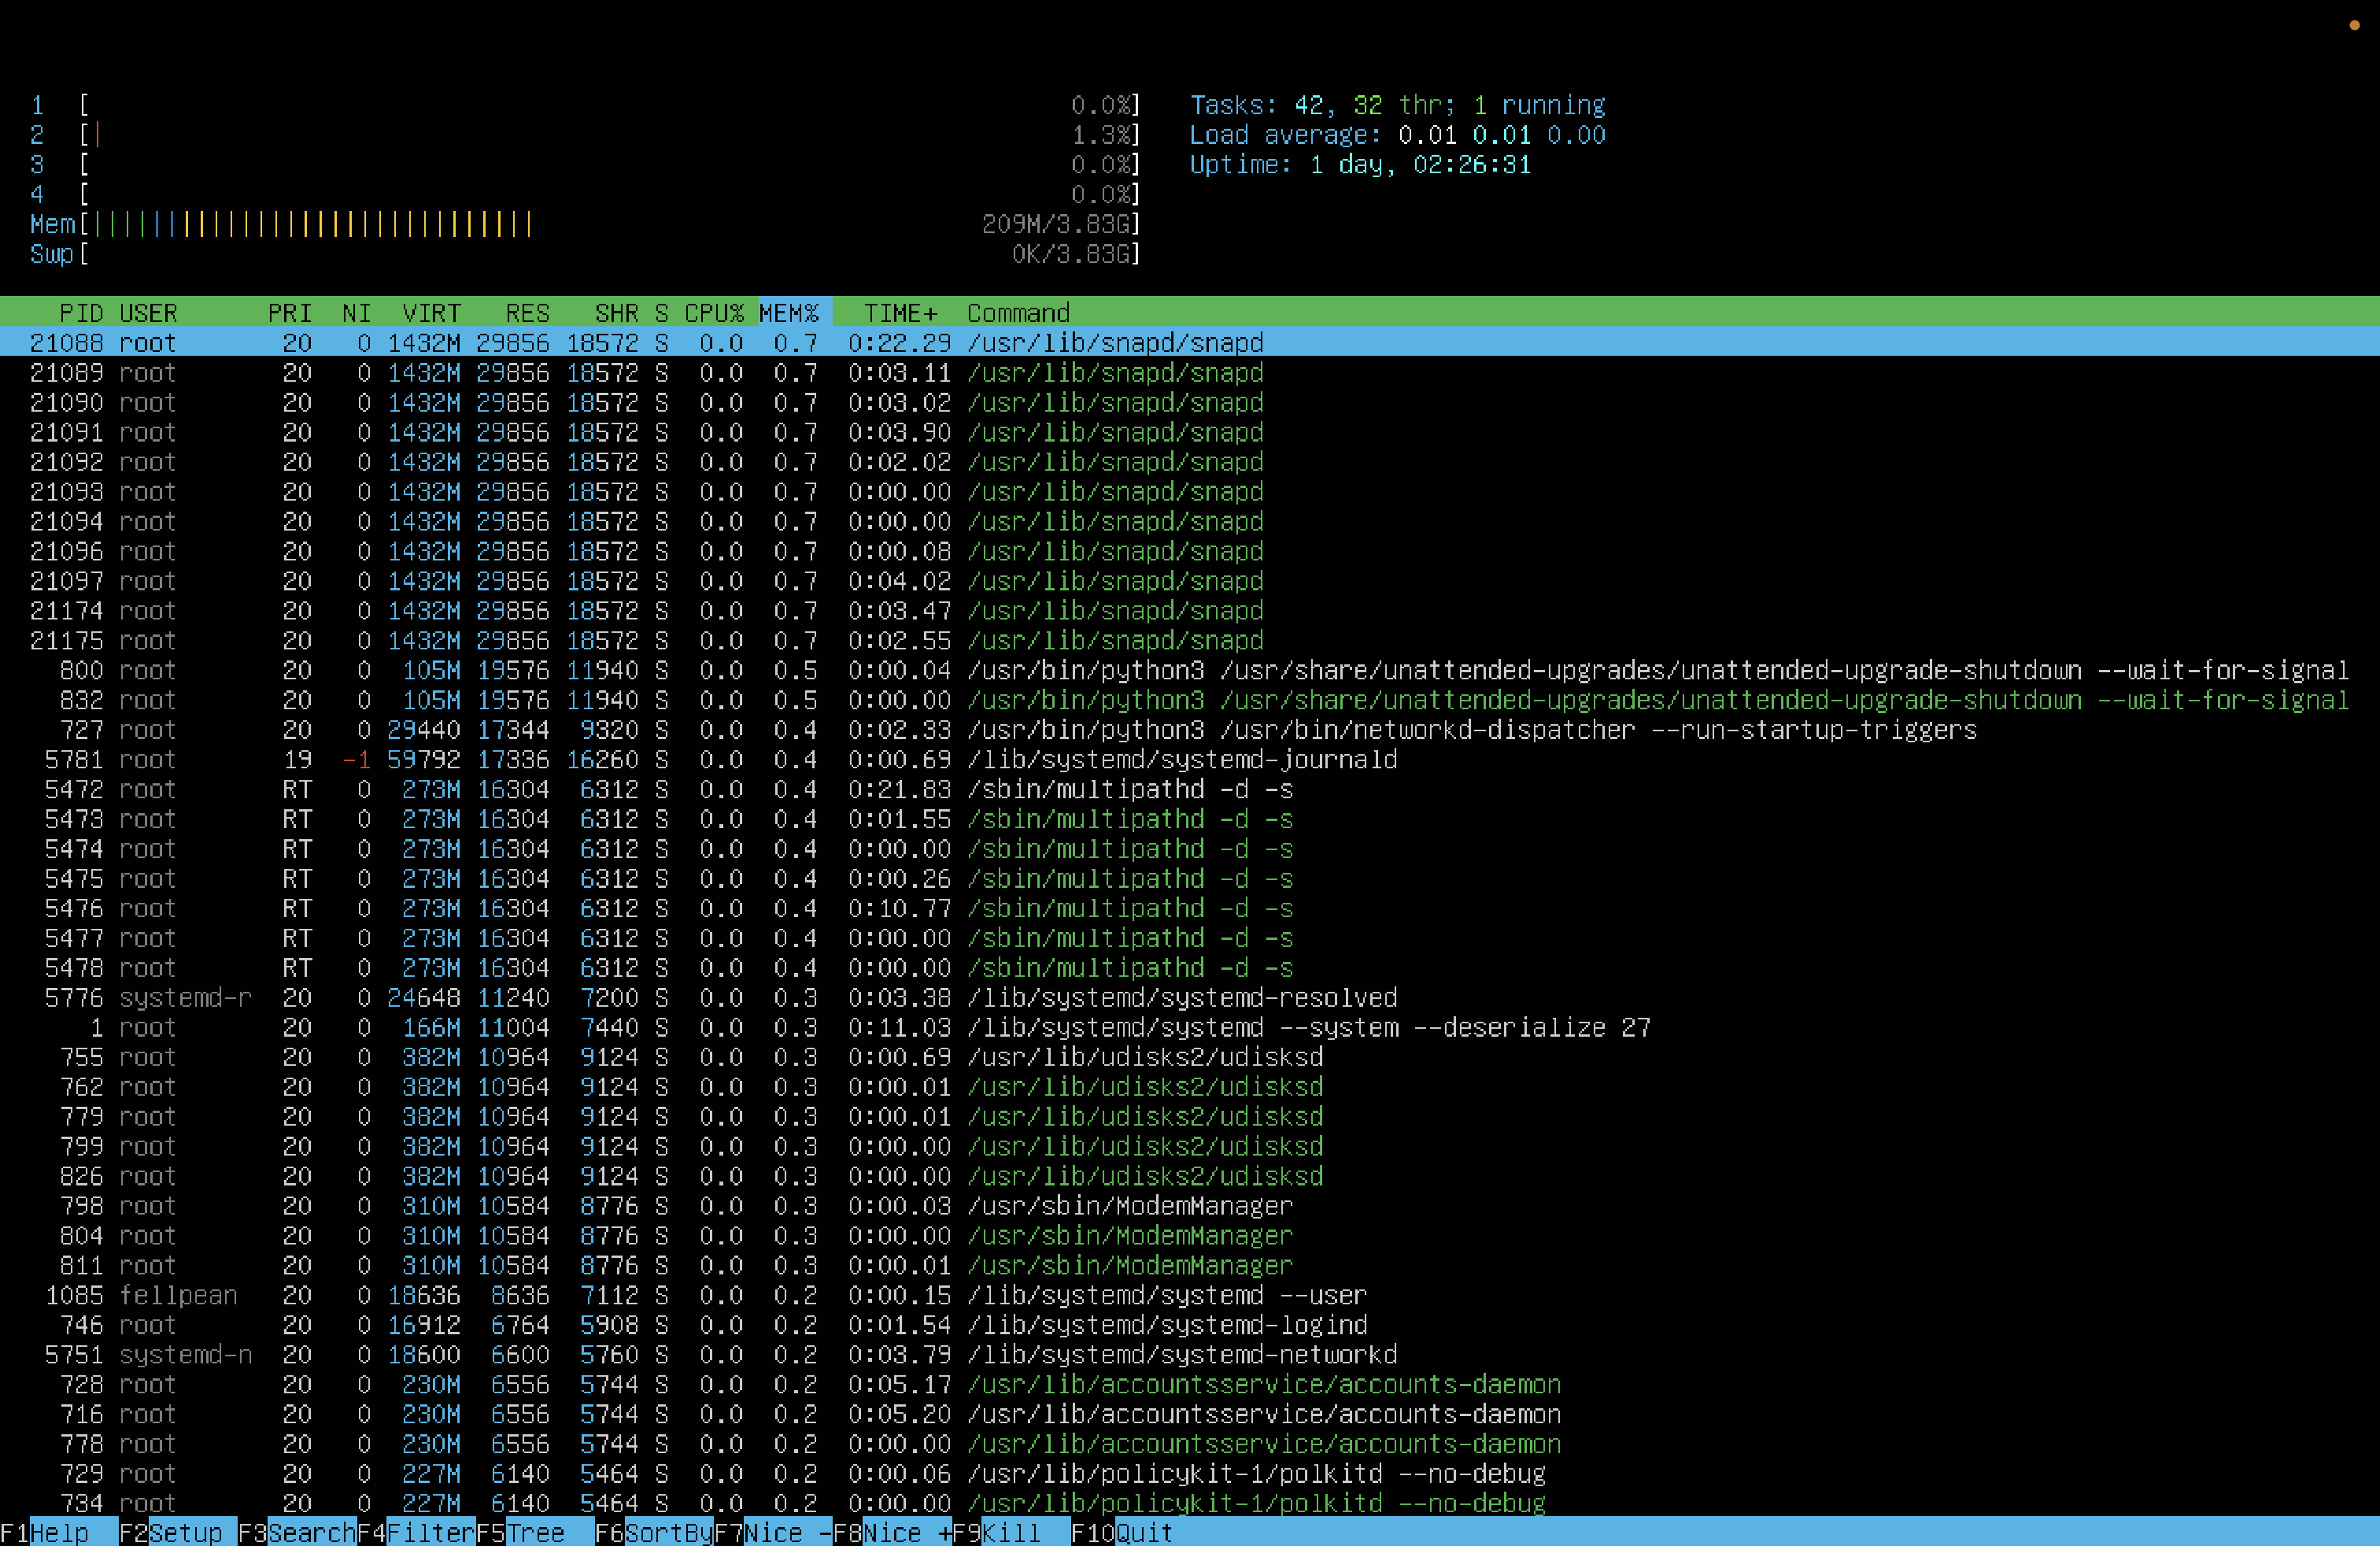 1 [ 0.0%] Tasks: 42, 32 thr; 1 running
2 [| 1.3%] Load average: 0.01 0.01 0.00
3 [ 0.0%] Uptime: 1 day, 02:26:31
4 [ 0.0%]
Mem[|||||||||||||||||||||||||||||| 209M/3.83G]
Swp[ 0K/3.83G]
PID USER PRI NI VIRT RES SHR S CPU% MEM% TIME+ Command
21088 root 20 0 1432M 29856 18572 S 0.0 0.7 0:22.29 /usr/lib/snapd/snapd
21089 root 20 0 1432M 29856 18572 S 0.0 0.7 0:03.11 /usr/lib/snapd/snapd
21090 root 20 0 1432M 29856 18572 S 0.0 0.7 0:03.02 /usr/lib/snapd/snapd
21091 root 20 0 1432M 29856 18572 S 0.0 0.7 0:03.90 /usr/lib/snapd/snapd
21092 root 20 0 1432M 29856 18572 S 0.0 0.7 0:02.02 /usr/lib/snapd/snapd
21093 root 20 0 1432M 29856 18572 S 0.0 0.7 0:00.00 /usr/lib/snapd/snapd
21094 root 20 0 1432M 29856 18572 S 0.0 0.7 0:00.00 /usr/lib/snapd/snapd
21096 root 20 0 1432M 29856 18572 S 0.0 0.7 0:00.08 /usr/lib/snapd/snapd
21097 root 20 0 1432M 29856 18572 S 0.0 0.7 0:04.02 /usr/lib/snapd/snapd
21174 root 20 0 1432M 29856 18572 S 0.0 0.7 0:03.47 /usr/lib/snapd/snapd
21175 root 20 0 1432M 29856 18572 S 0.0 0.7 0:02.55 /usr/lib/snapd/snapd
800 root 20 0 105M 19576 11940 S 0.0 0.5 0:00.04 /usr/bin/python3 /usr/share/unattended-upgrades/unattended-upgrade-shutdown --wait-for-signal
832 root 20 0 105M 19576 11940 S 0.0 0.5 0:00.00 /usr/bin/python3 /usr/share/unattended-upgrades/unattended-upgrade-shutdown --wait-for-signal
727 root 20 0 29440 17344 9320 S 0.0 0.4 0:02.33 /usr/bin/python3 /usr/bin/networkd-dispatcher --run-startup-triggers
5781 root 19 -1 59792 17336 16260 S 0.0 0.4 0:00.69 /lib/systemd/systemd-journald
5472 root RT 0 273M 16304 6312 S 0.0 0.4 0:21.83 /sbin/multipathd -d -s
5473 root RT 0 273M 16304 6312 S 0.0 0.4 0:01.55 /sbin/multipathd -d -s
5474 root RT 0 273M 16304 6312 S 0.0 0.4 0:00.00 /sbin/multipathd -d -s
5475 root RT 0 273M 16304 6312 S 0.0 0.4 0:00.26 /sbin/multipathd -d -s
5476 root RT 0 273M 16304 6312 S 0.0 0.4 0:10.77 /sbin/multipathd -d -s
5477 root RT 0 273M 16304 6312 S 0.0 0.4 0:00.00 /sbin/multipathd -d -s
5478 root RT 0 273M 16304 6312 S 0.0 0.4 0:00.00 /sbin/multipathd -d -s
5776 systemd-r 20 0 24648 11240 7200 S 0.0 0.3 0:03.38 /lib/systemd/systemd-resolved
1 root 20 0 166M 11004 7440 S 0.0 0.3 0:11.03 /lib/systemd/systemd --system --deserialize 27
755 root 20 0 382M 10964 9124 S 0.0 0.3 0:00.69 /usr/lib/udisks2/udisksd
762 root 20 0 382M 10964 9124 S 0.0 0.3 0:00.01 /usr/lib/udisks2/udisksd
779 root 20 0 382M 10964 9124 S 0.0 0.3 0:00.01 /usr/lib/udisks2/udisksd
799 root 20 0 382M 10964 9124 S 0.0 0.3 0:00.00 /usr/lib/udisks2/udisksd
826 root 20 0 382M 10964 9124 S 0.0 0.3 0:00.00 /usr/lib/udisks2/udisksd
798 root 20 0 310M 10584 8776 S 0.0 0.3 0:00.03 /usr/sbin/ModemManager
804 root 20 0 310M 10584 8776 S 0.0 0.3 0:00.00 /usr/sbin/ModemManager
811 root 20 0 310M 10584 8776 S 0.0 0.3 0:00.01 /usr/sbin/ModemManager
1085 fellpean 20 0 18636 8636 7112 S 0.0 0.2 0:00.15 /lib/systemd/systemd --user
746 root 20 0 16912 6764 5908 S 0.0 0.2 0:01.54 /lib/systemd/systemd-logind
5751 systemd-n 20 0 18600 6600 5760 S 0.0 0.2 0:03.79 /lib/systemd/systemd-networkd
728 root 20 0 230M 6556 5744 S 0.0 0.2 0:05.17 /usr/lib/accountsservice/accounts-daemon
716 root 20 0 230M 6556 5744 S 0.0 0.2 0:05.20 /usr/lib/accountsservice/accounts-daemon
778 root 20 0 230M 6556 5744 S 0.0 0.2 0:00.00 /usr/lib/accountsservice/accounts-daemon
729 root 20 0 227M 6140 5464 S 0.0 0.2 0:00.06 /usr/lib/policykit-1/polkitd --no-debug
734 root 20 0 227M 6140 5464 S 0.0 0.2 0:00.00 /usr/lib/policykit-1/polkitd --no-debug
F1Help F2Setup F3SearchF4FilterF5Tree F6SortByF7Nice -F8Nice +F9Kill F10Quit